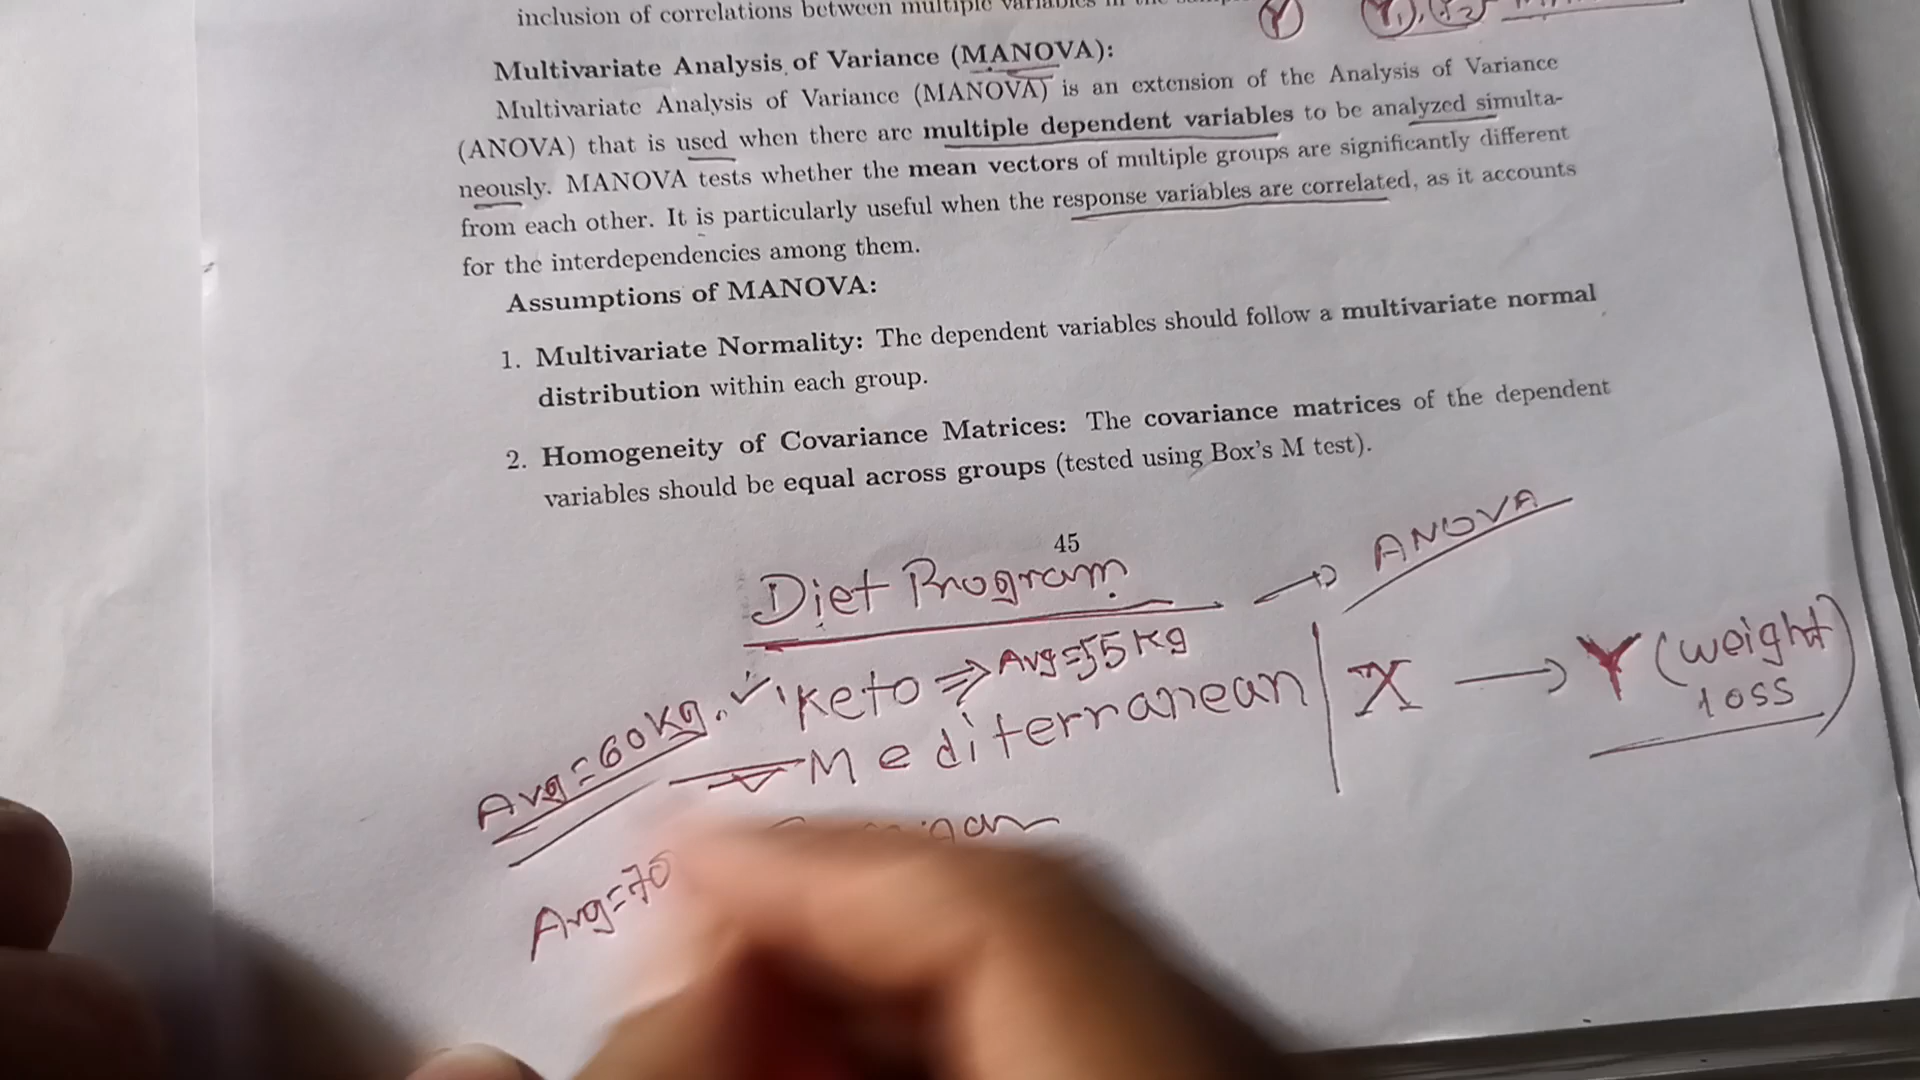 inclusion of correlations between multiple variables in the
Y Y1), (Y2
Multivariate Analysis of Variance (MANOVA):
Multivariate Analysis of Variance (MANOVA) is an extension of the Analysis of Variance
(ANOVA) that is used when there are multiple dependent variables to be analyzed simulta-
neously. MANOVA tests whether the mean vectors of multiple groups are significantly different
from each other. It is particularly useful when the response variables are correlated, as it accounts
for the interdependencies among them.
Assumptions of MANOVA:
1. Multivariate Normality: The dependent variables should follow a multivariate normal
distribution within each group.
2. Homogeneity of Covariance Matrices: The covariance matrices of the dependent
variables should be equal across groups (tested using Box's M test).
45
Diet Program → ANOVA
Avg=60kg. ✓ keto ⇒ Avg=55kg
Mediterranean | X → Y (weight
loss)
Avg=70